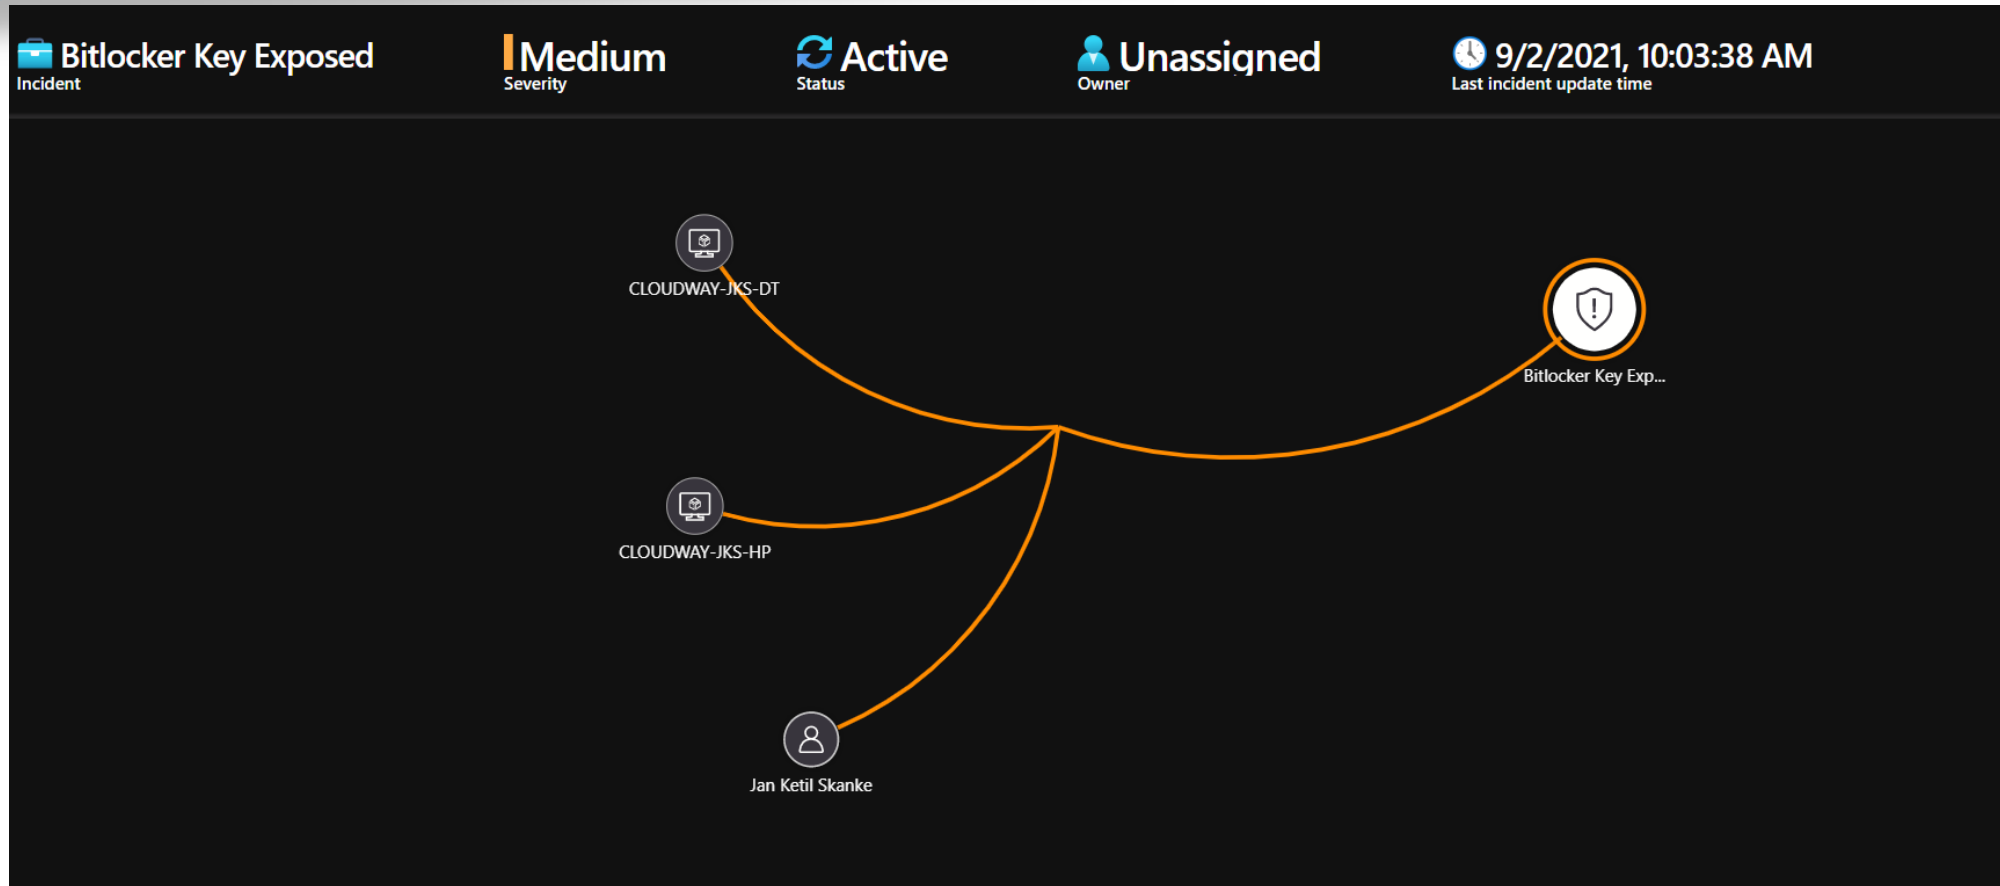 Bitlocker Key Exposed
Incident
Medium
Severity
Active
Status
Unassigned
Owner
9/2/2021, 10:03:38 AM
Last incident update time
CLOUDWAY-JKS-DT
Bitlocker Key Exp...
CLOUDWAY-JKS-HP
Jan Ketil Skanke